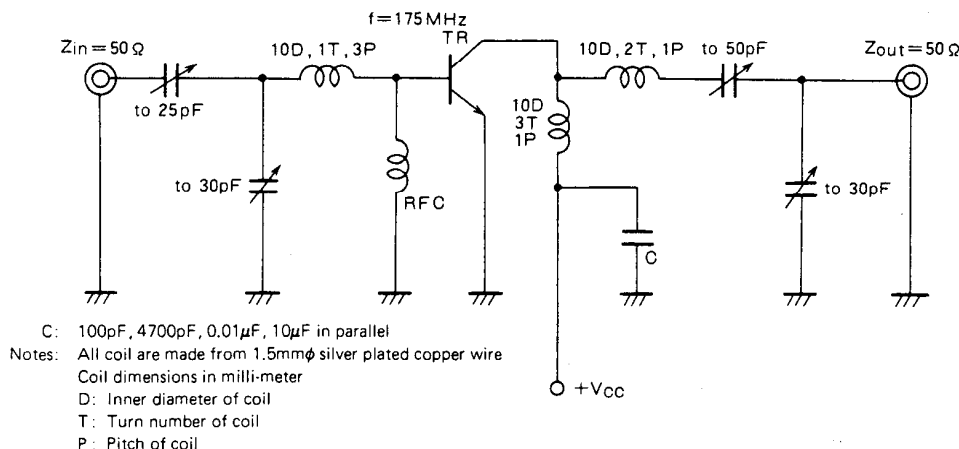 f=175MHz
TR
Zin=50Ω
10D, 1T, 3P
10D, 2T, 1P
to 50pF
Zout=50Ω
to 25pF
10D
3T
1P
to 30pF
RFC
to 30pF
C
C: 100pF, 4700pF, 0.01μF, 10μF in parallel
Notes: All coil are made from 1.5mmφ silver plated copper wire
Coil dimensions in milli-meter
D: Inner diameter of coil
T: Turn number of coil
P: Pitch of coil
+VCC